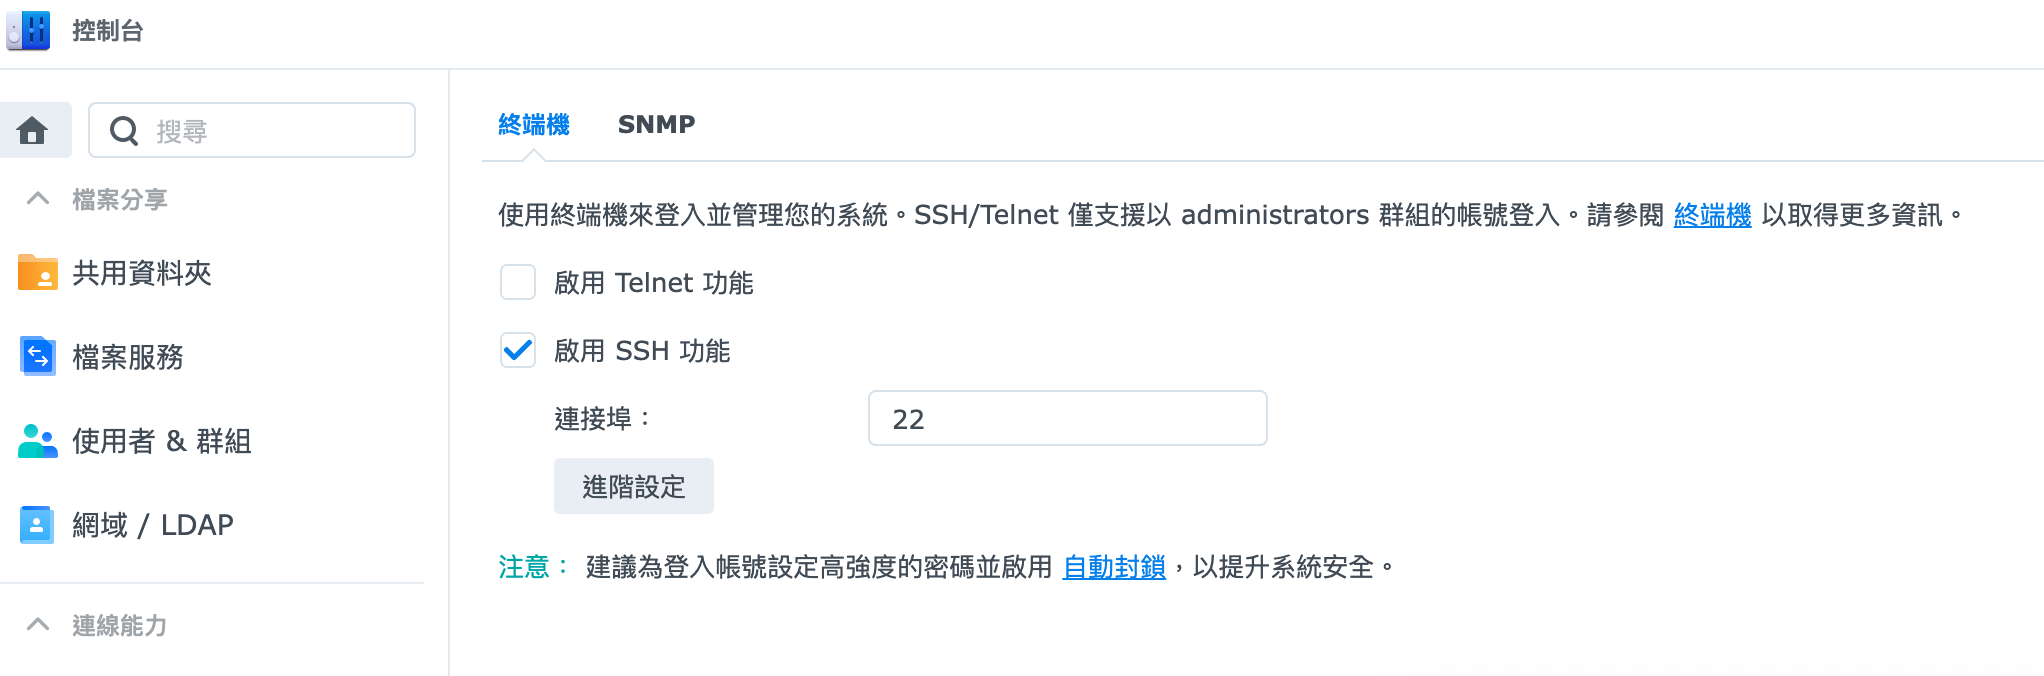 控制台
搜尋
檔案分享
共用資料夾
檔案服務
使用者 & 群組
網域 / LDAP
連線能力
終端機 SNMP
使用終端機來登入並管理您的系統。SSH/Telnet 僅支援以 administrators 群組的帳號登入。請參閱 終端機 以取得更多資訊。
啟用 Telnet 功能
啟用 SSH 功能
連接埠： 22
進階設定
注意： 建議為登入帳號設定高強度的密碼並啟用 自動封鎖，以提升系統安全。